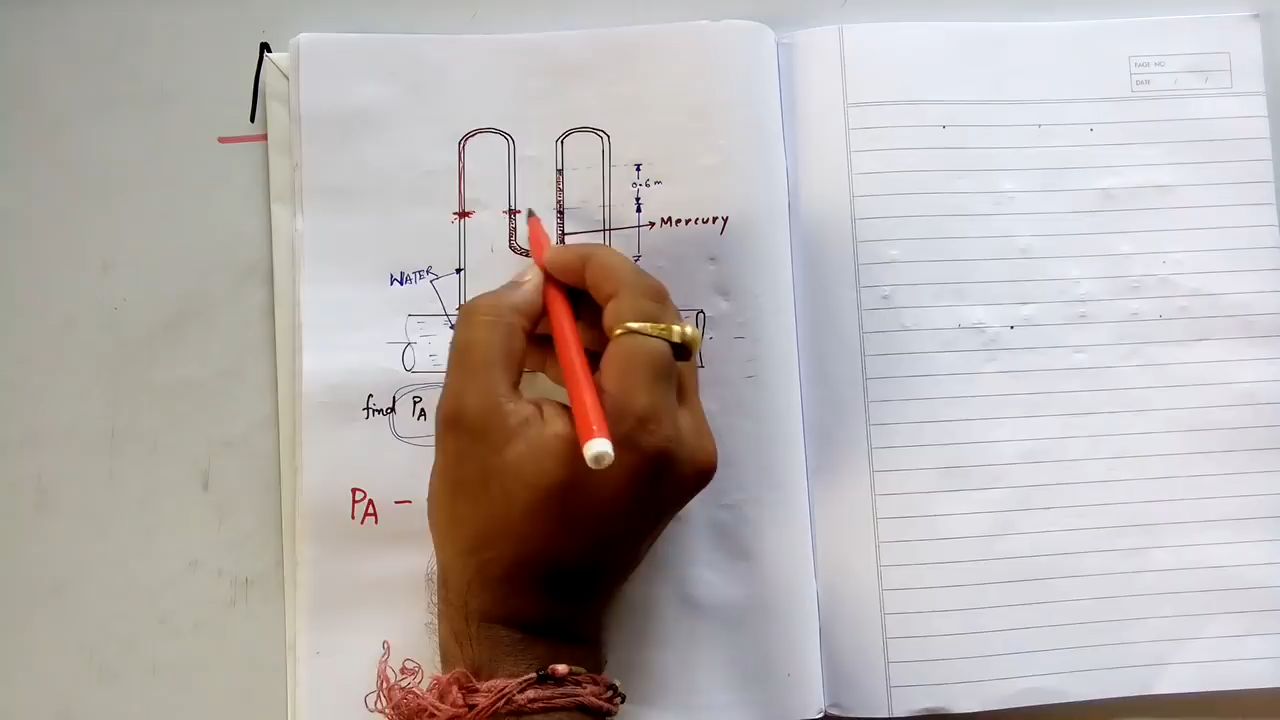 PAGE NO
DATE / /
0.6 m
Mercury
WATER
find PA
PA -